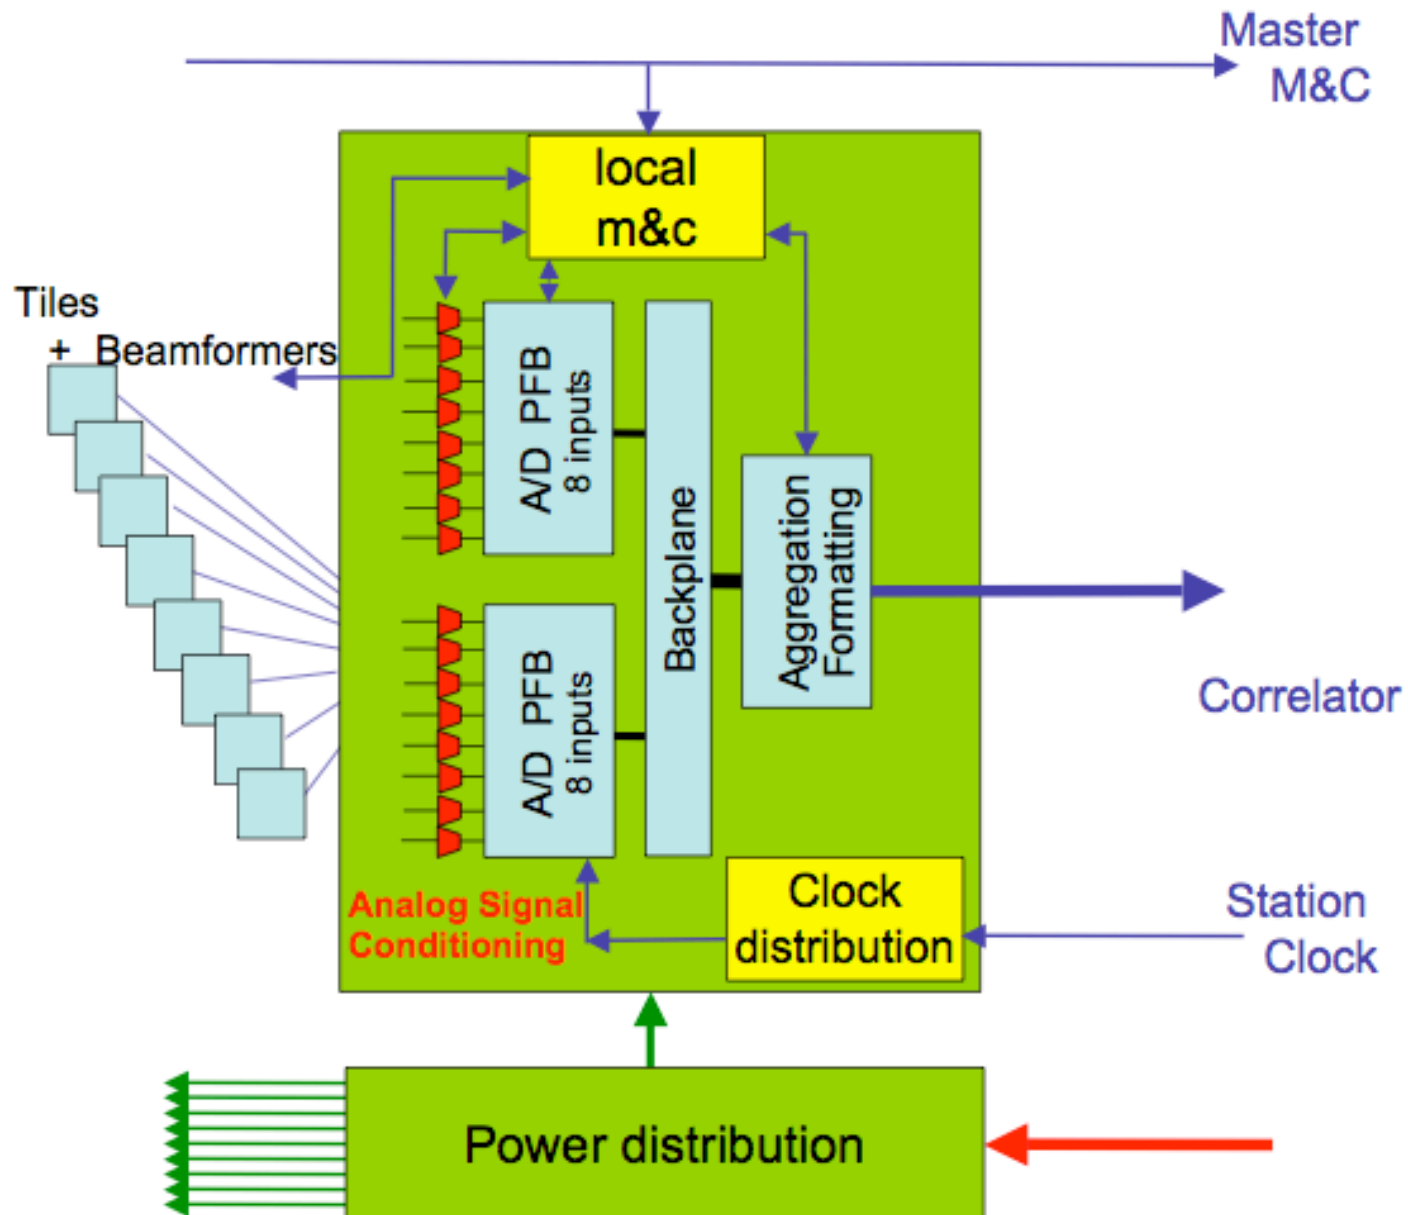 Master
M&C
local
m&c
Tiles
+ Beamformers
A/D PFB
8 inputs
A/D PFB
8 inputs
Backplane
Aggregation
Formatting
Correlator
Analog Signal
Conditioning
Clock
distribution
Station
Clock
Power distribution